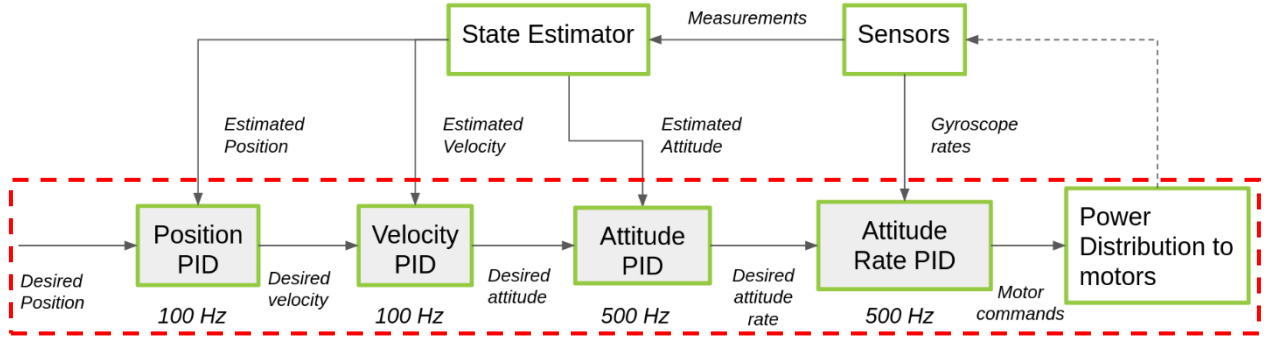 State Estimator
Measurements
Sensors
Estimated
Position
Estimated
Velocity
Estimated
Attitude
Gyroscope
rates
Desired
Position
Position
PID
100 Hz
Desired
velocity
Velocity
PID
100 Hz
Desired
attitude
Attitude
PID
500 Hz
Desired
attitude
rate
Attitude
Rate PID
500 Hz
Motor
commands
Power
Distribution to
motors